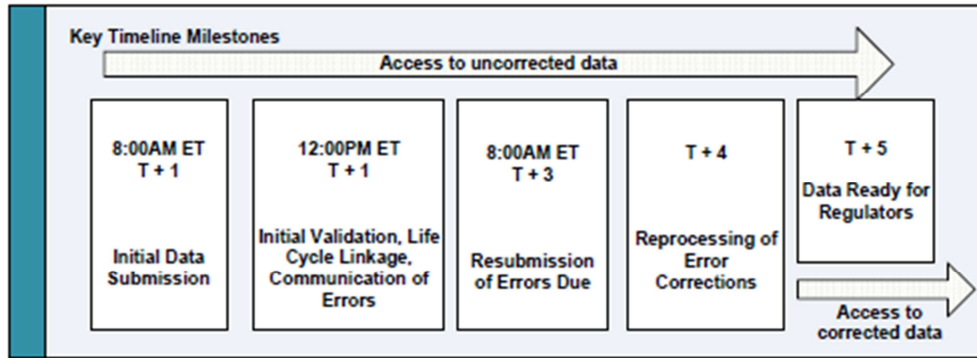 Key Timeline Milestones
Access to uncorrected data
8:00AM ET
T + 1
Initial Data
Submission
12:00PM ET
T + 1
Initial Validation, Life
Cycle Linkage,
Communication of
Errors
8:00AM ET
T + 3
Resubmission
of Errors Due
T + 4
Reprocessing of
Error
Corrections
T + 5
Data Ready for
Regulators
Access to
corrected data